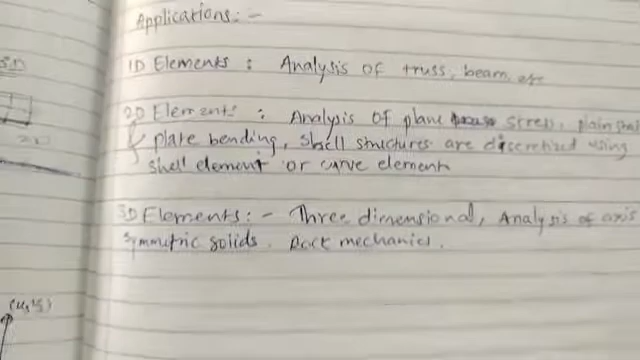 Applications:-
1D Elements : Analysis of truss, beam, etc
2D Elements : Analysis of plane stress, plain
plate bending, shell structures are discretized using
shell element or curve element
3D Elements:- Three dimensional, Analysis of axis
symmetric solids. Rock mechanics.
2D